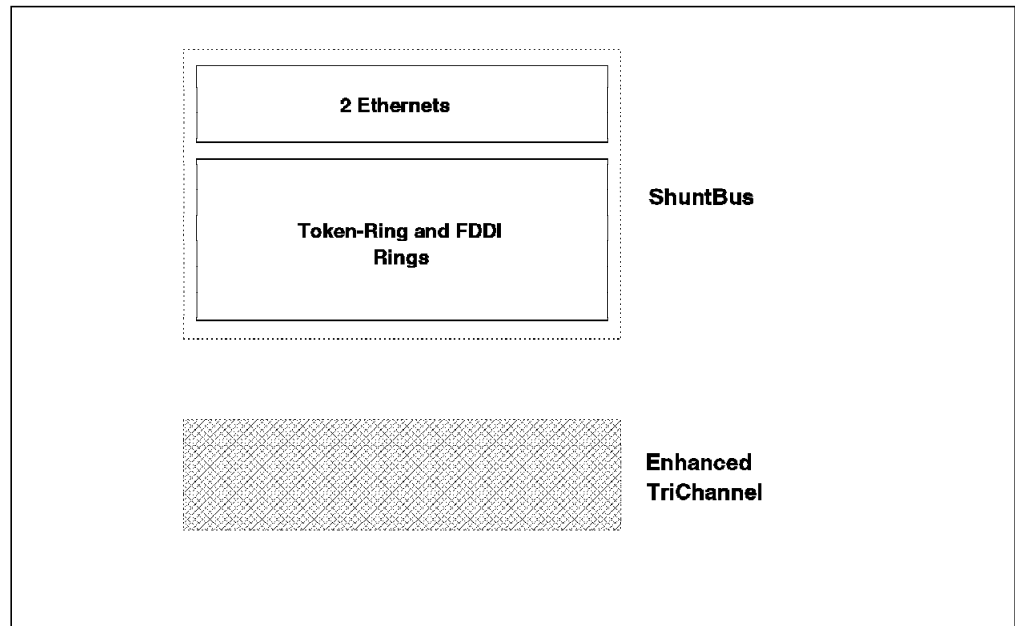 2 Ethernets
ShuntBus
Token-Ring and FDDI
Rings
Enhanced
TriChannel